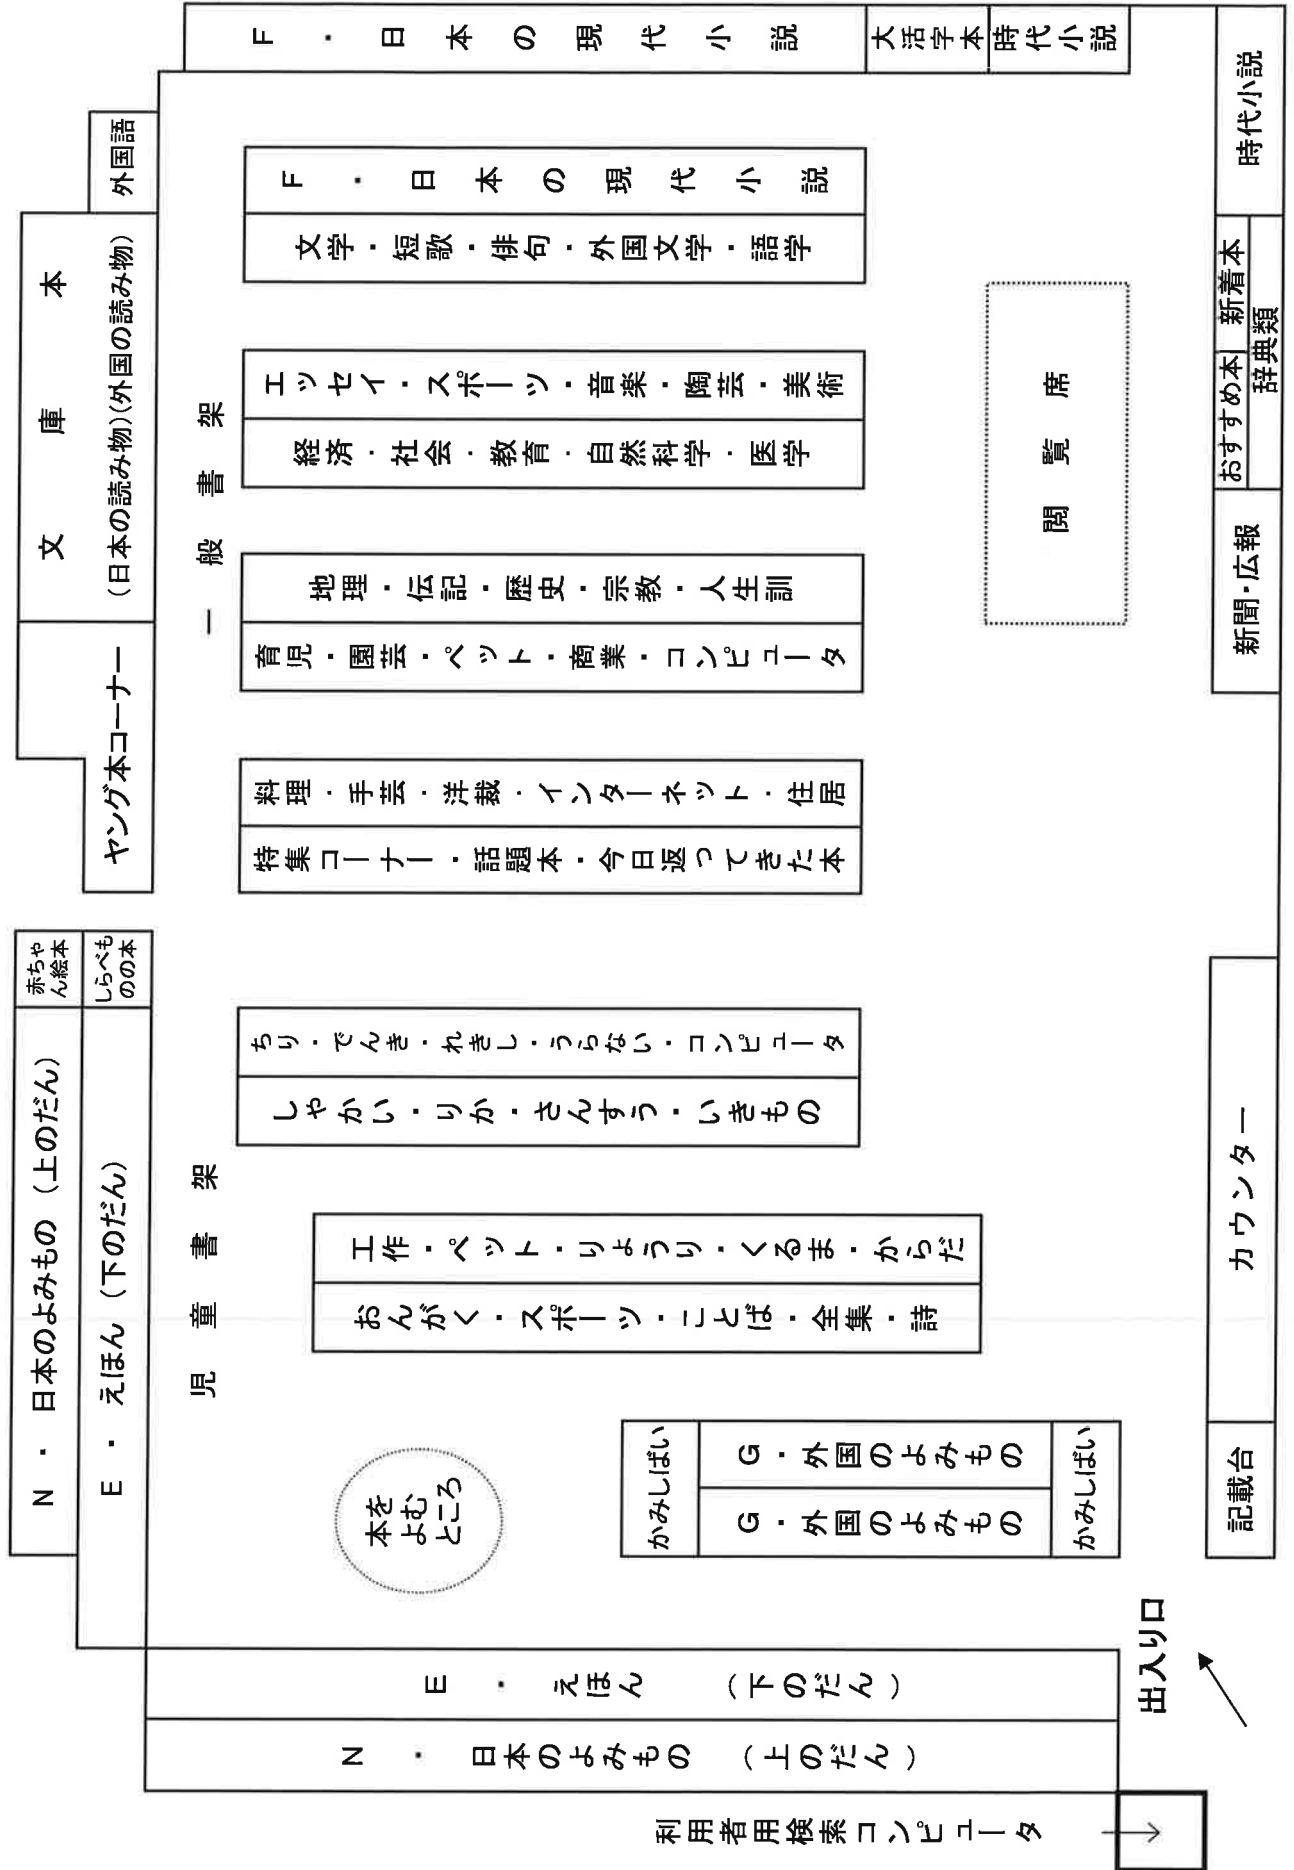 F・日本の現代小説
大活字本
時代小説
時代小説
外国語
F・日本の現代小説
文学・短歌・俳句・外国文学・語学
文庫本
(日本の読み物)(外国の読み物)
新着本
おすすめ本
辞典類
エッセイ・スポーツ・音楽・陶芸・美術
経済・社会・教育・自然科学・医学
閲覧席
一般書架
地理・伝記・歴史・宗教・人生訓
育児・園芸・ペット・商業・コンピュータ
新聞・広報
ヤング本コーナー
料理・手芸・洋裁・インターネット・住居
特集コーナー・話題本・今日返ってきた本
赤ちゃ
ん絵本
しらべも
のの本
ちり・でんき・れきし・うらない・コンピュータ
しゃかい・りか・さんすう・いきもの
N・日本のよみもの(上のだん)
E・えほん(下のだん)
児童書架
工作・ペット・りょうり・くるま・からだ
おんがく・スポーツ・ことば・全集・詩
カウンター
本を
よむ
ところ
かみしばい
G・外国のよみもの
G・外国のよみもの
かみしばい
記載台
出入り口
E・えほん(下のだん)
N・日本のよみもの(上のだん)
利用者用検索コンピュータ